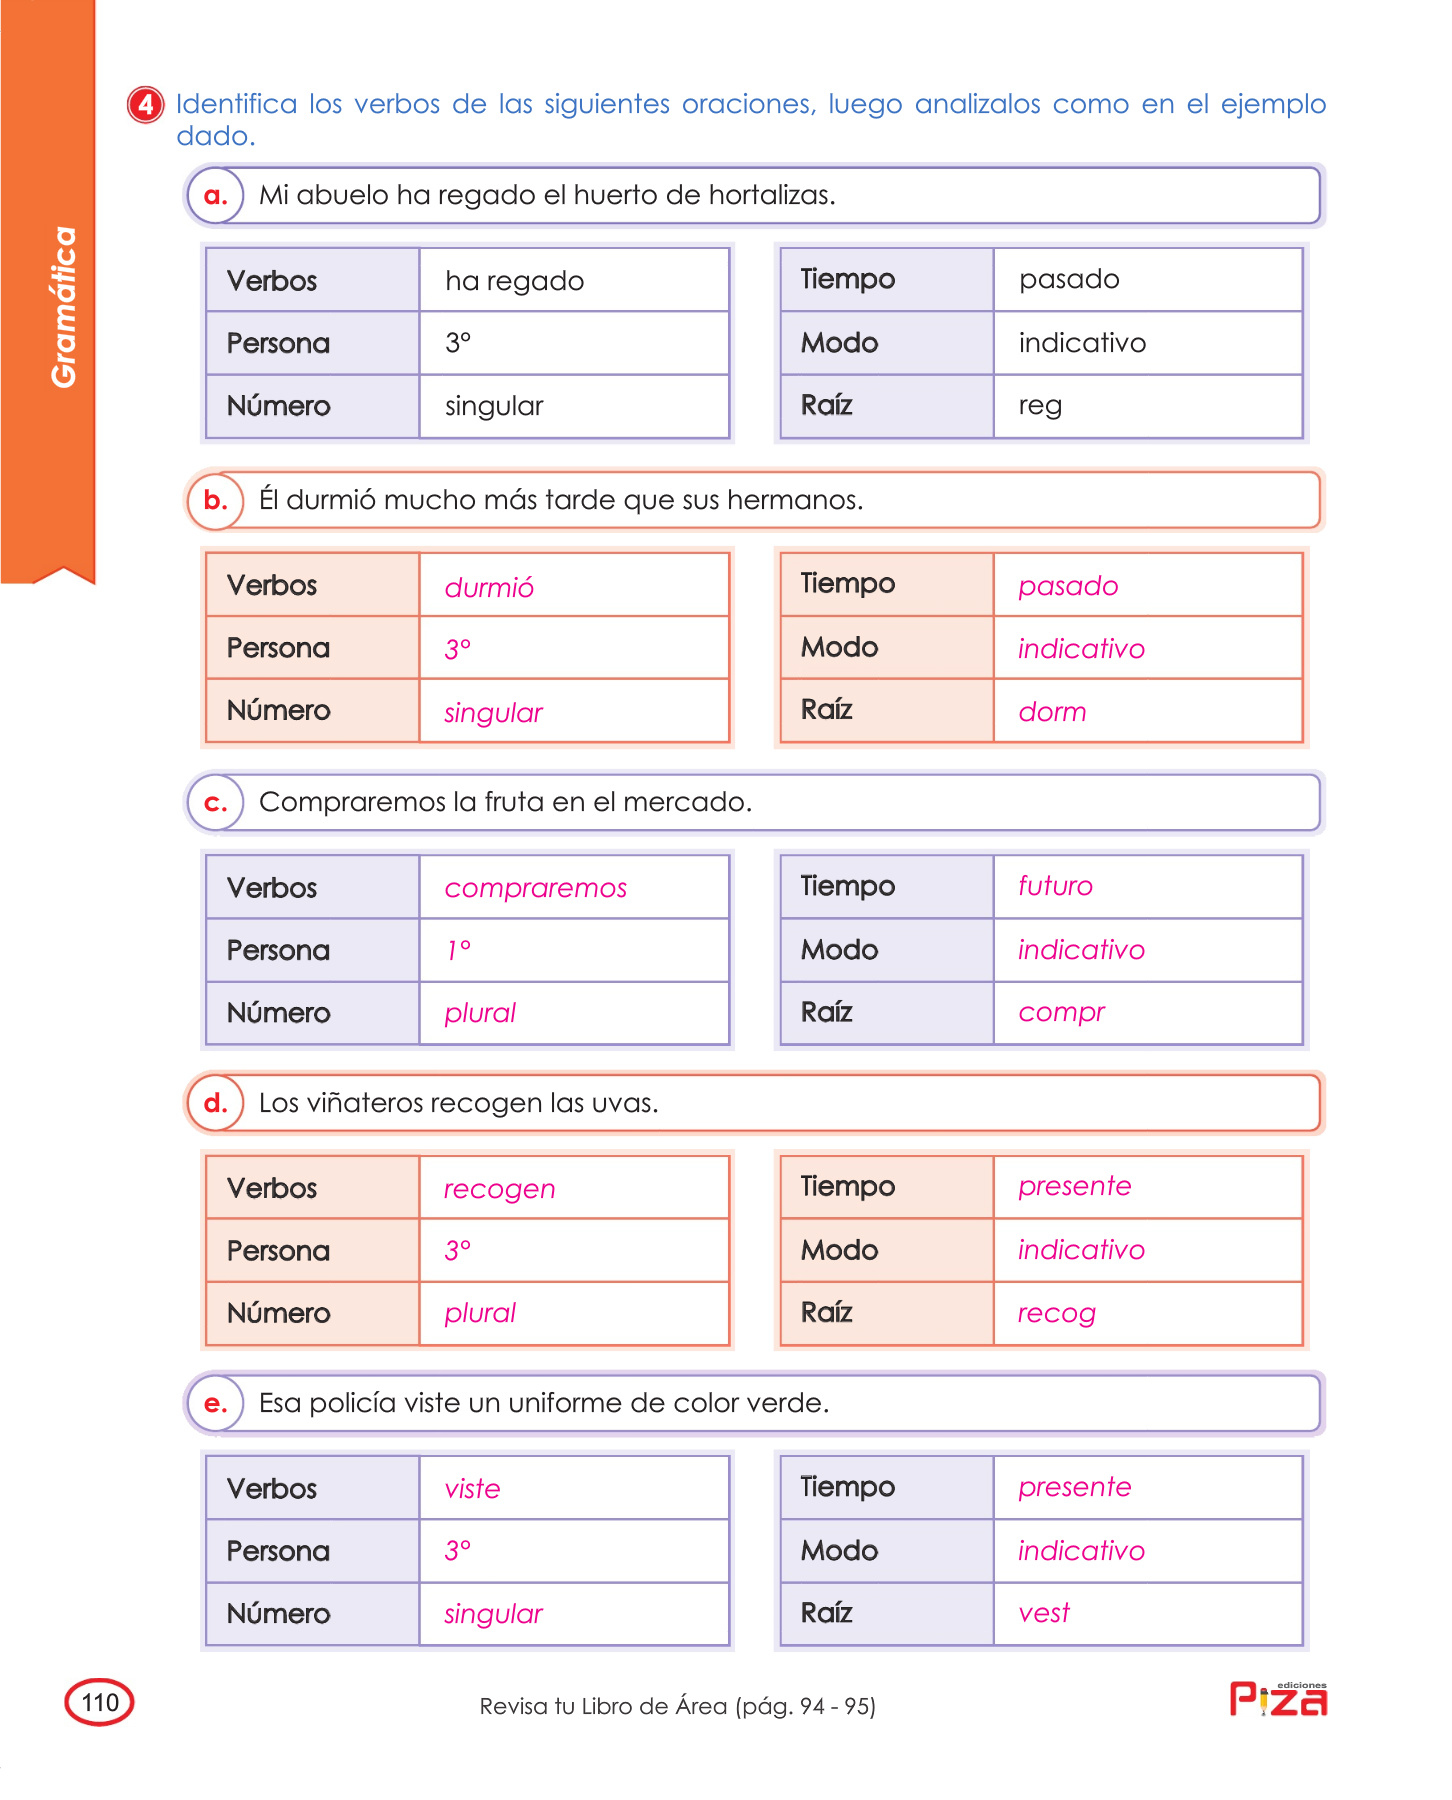 Gramática
4 Identifica los verbos de las siguientes oraciones, luego analizalos como en el ejemplo
dado.
a. Mi abuelo ha regado el huerto de hortalizas.
Verbos ha regado Tiempo pasado
Persona 3° Modo indicativo
Número singular Raíz reg
b. Él durmió mucho más tarde que sus hermanos.
Verbos durmió Tiempo pasado
Persona 3° Modo indicativo
Número singular Raíz dorm
c. Compraremos la fruta en el mercado.
Verbos compraremos Tiempo futuro
Persona 1° Modo indicativo
Número plural Raíz compr
d. Los viñateros recogen las uvas.
Verbos recogen Tiempo presente
Persona 3° Modo indicativo
Número plural Raíz recog
e. Esa policía viste un uniforme de color verde.
Verbos viste Tiempo presente
Persona 3° Modo indicativo
Número singular Raíz vest
110 Revisa tu Libro de Área (pág. 94 - 95)
ediciones
Piza